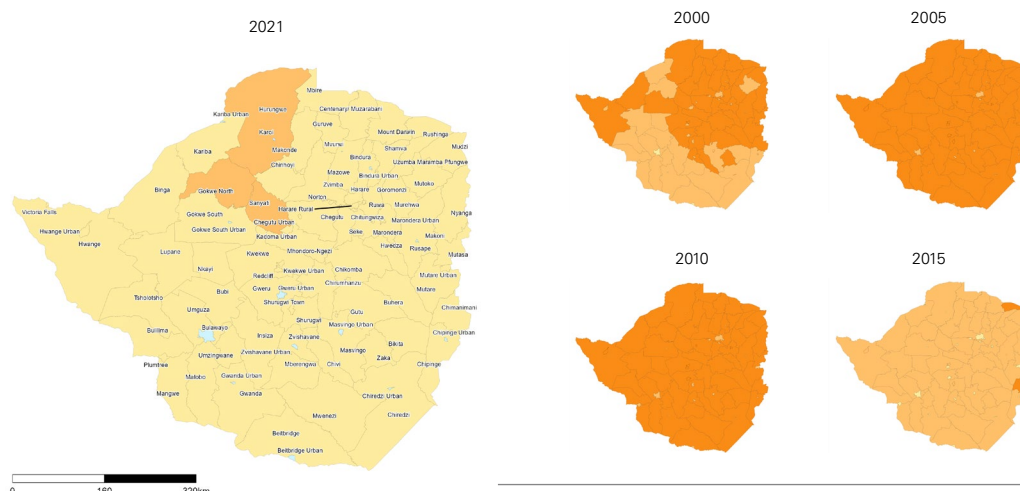 2021
2000
2005
2010
2015
Mbire
Kariba Urban
Hurungwe
Centenary/ Muzarabani
Guruve
Mount Darwin
Rushinga
Karoi
Makonde
Shamva
Mudzi
Kariba
Chinhoyi
Bindura
Uzumba Maramba Pfungwe
Mazowe
Bindura Urban
Binga
Gokwe North
Zvimba
Harare
Goromonzi
Mutoko
Norton
Sanyati
Harare Rural
Ruwa
Murehwa
Victoria Falls
Gokwe South
Chegutu
Chitungwiza
Nyanga
Chegutu Urban
Marondera Urban
Hwange Urban
Gokwe South Urban
Kadoma Urban
Seke
Marondera
Makoni
Hwange
Hwedza
Rusape
Lupane
Kwekwe
Mhondoro-Ngezi
Mutasa
Nkayi
Redcliff
Kwekwe Urban
Chikomba
Mutare Urban
Gweru
Gweru Urban
Chirumhanzu
Mutare
Tsholotsho
Bubi
Shurugwi Town
Buhera
Umguza
Gutu
Chimanimani
Shurugwi
Bulilima
Bulawayo
Insiza
Zvishavane
Masvingo Urban
Chipinge Urban
Bikita
Plumtree
Umzingwane
Zvishavane Urban
Masvingo
Zaka
Mberengwa
Chivi
Chipinge
Matobo
Gwanda Urban
Mangwe
Gwanda
Chiredzi Urban
Mwenezi
Chiredzi
Beitbridge
Beitbridge Urban
0 160 320km